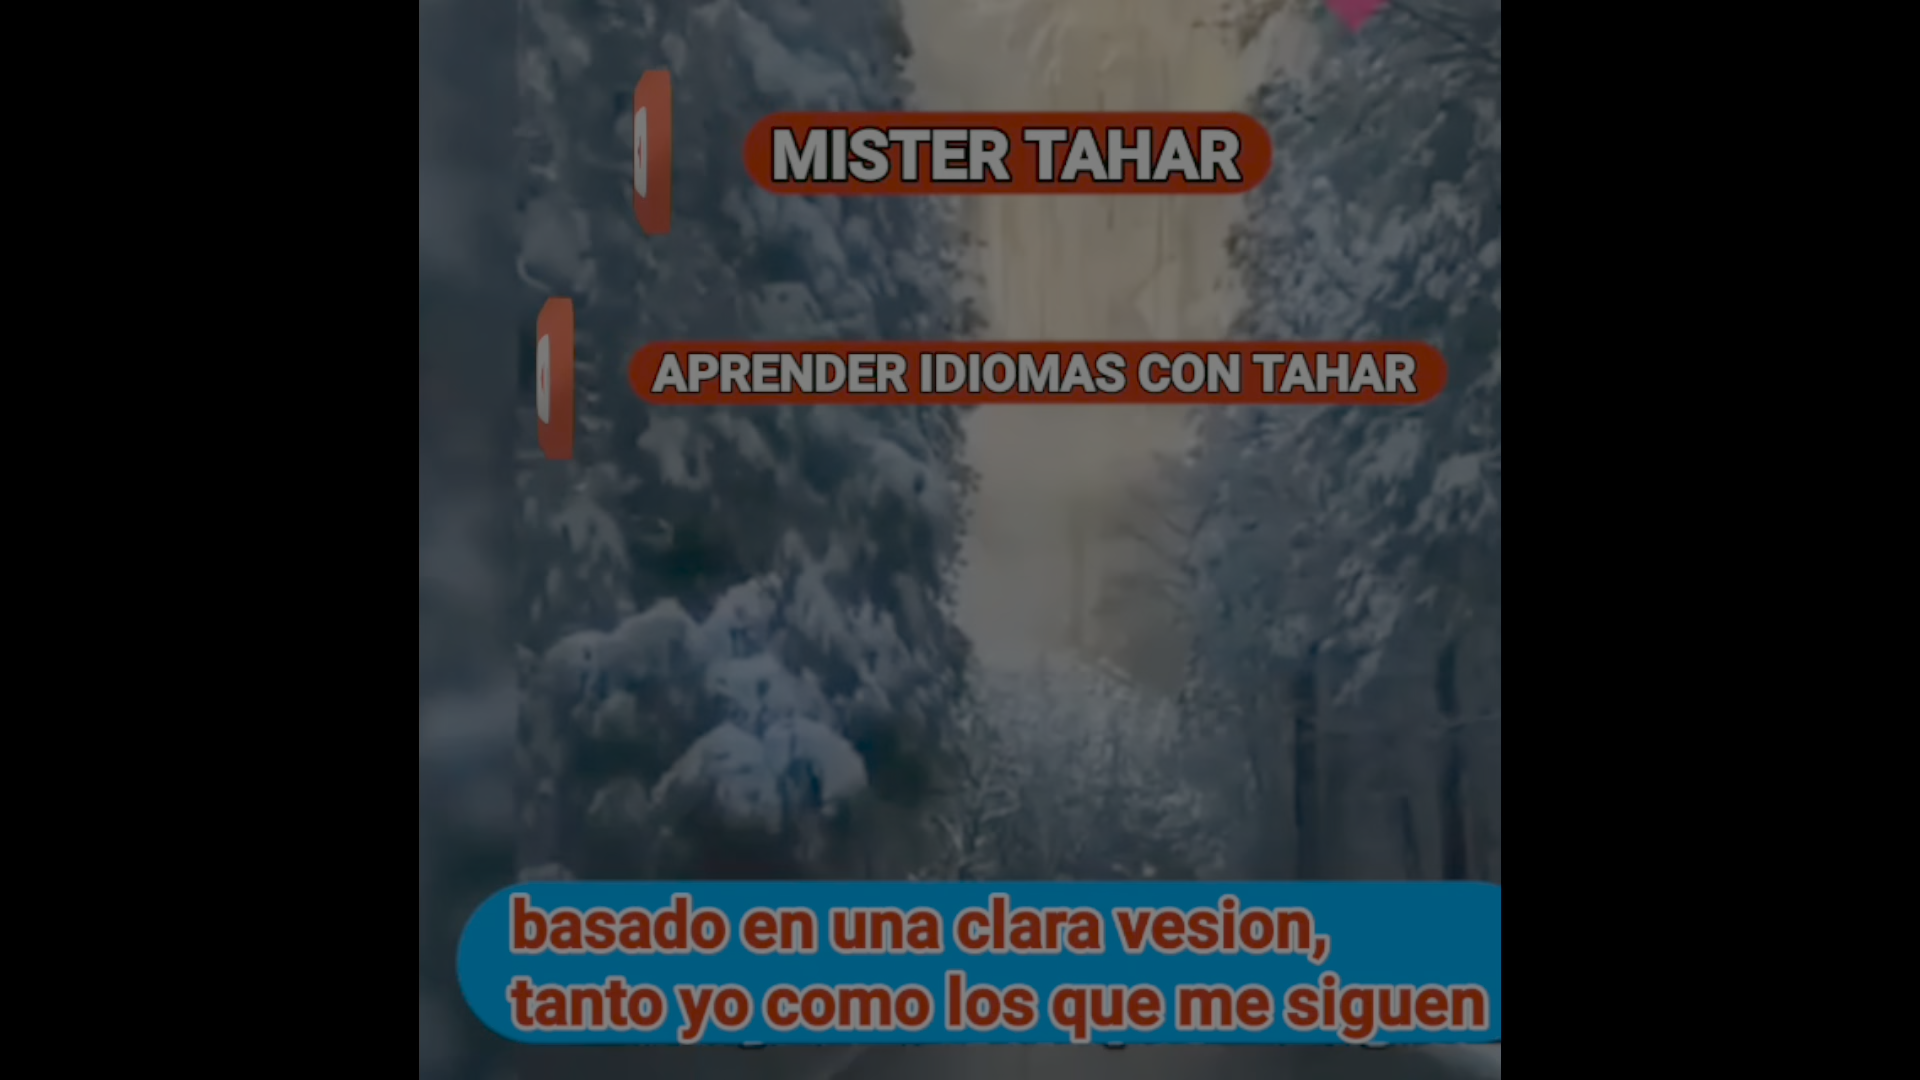 MISTER TAHAR
APRENDER IDIOMAS CON TAHAR
basado en una clara vesion,
tanto yo como los que me siguen